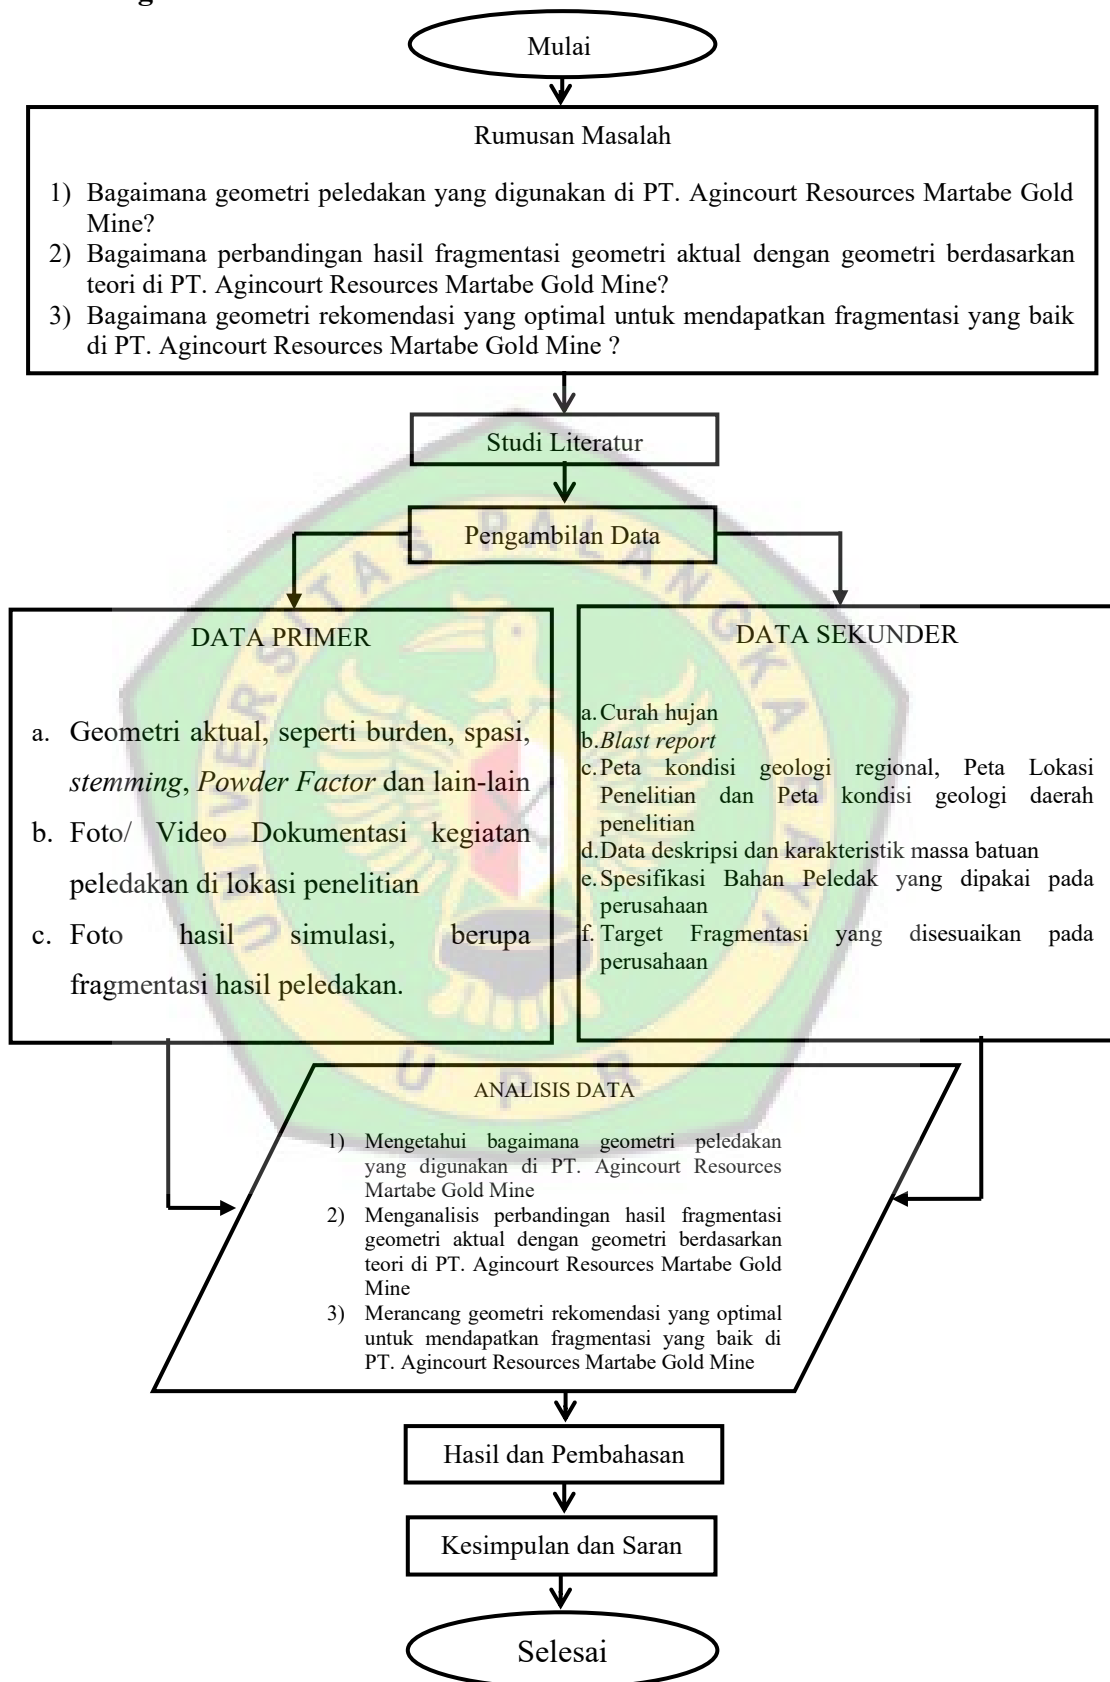 Mulai
Rumusan Masalah
1) Bagaimana geometri peledakan yang digunakan di PT. Agincourt Resources Martabe Gold
Mine?
2) Bagaimana perbandingan hasil fragmentasi geometri aktual dengan geometri berdasarkan
teori di PT. Agincourt Resources Martabe Gold Mine?
3) Bagaimana geometri rekomendasi yang optimal untuk mendapatkan fragmentasi yang baik
di PT. Agincourt Resources Martabe Gold Mine ?
Studi Literatur
Pengambilan Data
UNIVERSITAS PALANGKA RAYA
DATA PRIMER
a. Geometri aktual, seperti burden, spasi,
stemming, Powder Factor dan lain-lain
b. Foto/ Video Dokumentasi kegiatan
peledakan di lokasi penelitian
c. Foto hasil simulasi, berupa
fragmentasi hasil peledakan.
DATA SEKUNDER
a. Curah hujan
b. Blast report
c. Peta kondisi geologi regional, Peta Lokasi
Penelitian dan Peta kondisi geologi daerah
penelitian
d. Data deskripsi dan karakteristik massa batuan
e. Spesifikasi Bahan Peledak yang dipakai pada
perusahaan
f. Target Fragmentasi yang disesuaikan pada
perusahaan
UPR
ANALISIS DATA
1) Mengetahui bagaimana geometri peledakan
yang digunakan di PT. Agincourt Resources
Martabe Gold Mine
2) Menganalisis perbandingan hasil fragmentasi
geometri aktual dengan geometri berdasarkan
teori di PT. Agincourt Resources Martabe Gold
Mine
3) Merancang geometri rekomendasi yang optimal
untuk mendapatkan fragmentasi yang baik di
PT. Agincourt Resources Martabe Gold Mine
Hasil dan Pembahasan
Kesimpulan dan Saran
Selesai